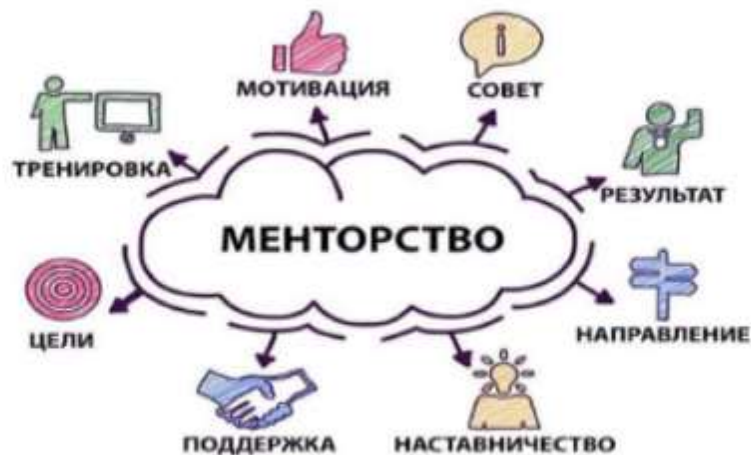 МОТИВАЦИЯ
СОВЕТ
ТРЕНИРОВКА
РЕЗУЛЬТАТ
МЕНТОРСТВО
ЦЕЛИ
НАПРАВЛЕНИЕ
ПОДДЕРЖКА
НАСТАВНИЧЕСТВО